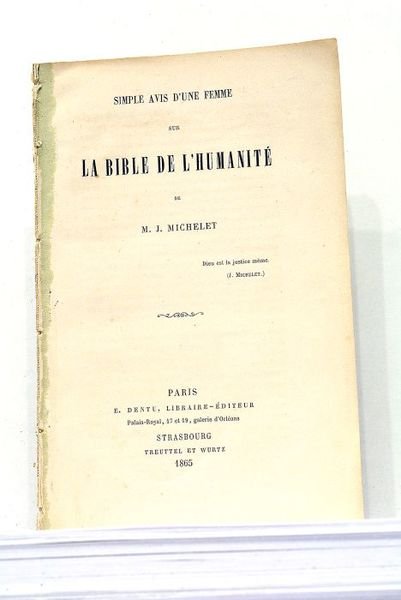 SIMPLE AVIS D'UNE FEMME
SUR
LA BIBLE DE L'HUMANITÉ
DE
M. J. MICHELET
Dieu est la justice même.
(J. MICHELET.)
PARIS
E. DENTU, LIBRAIRE-ÉDITEUR
Palais-Royal, 17 et 19, galerie d'Orléans
STRASBOURG
TREUTTEL ET WURTZ
1865